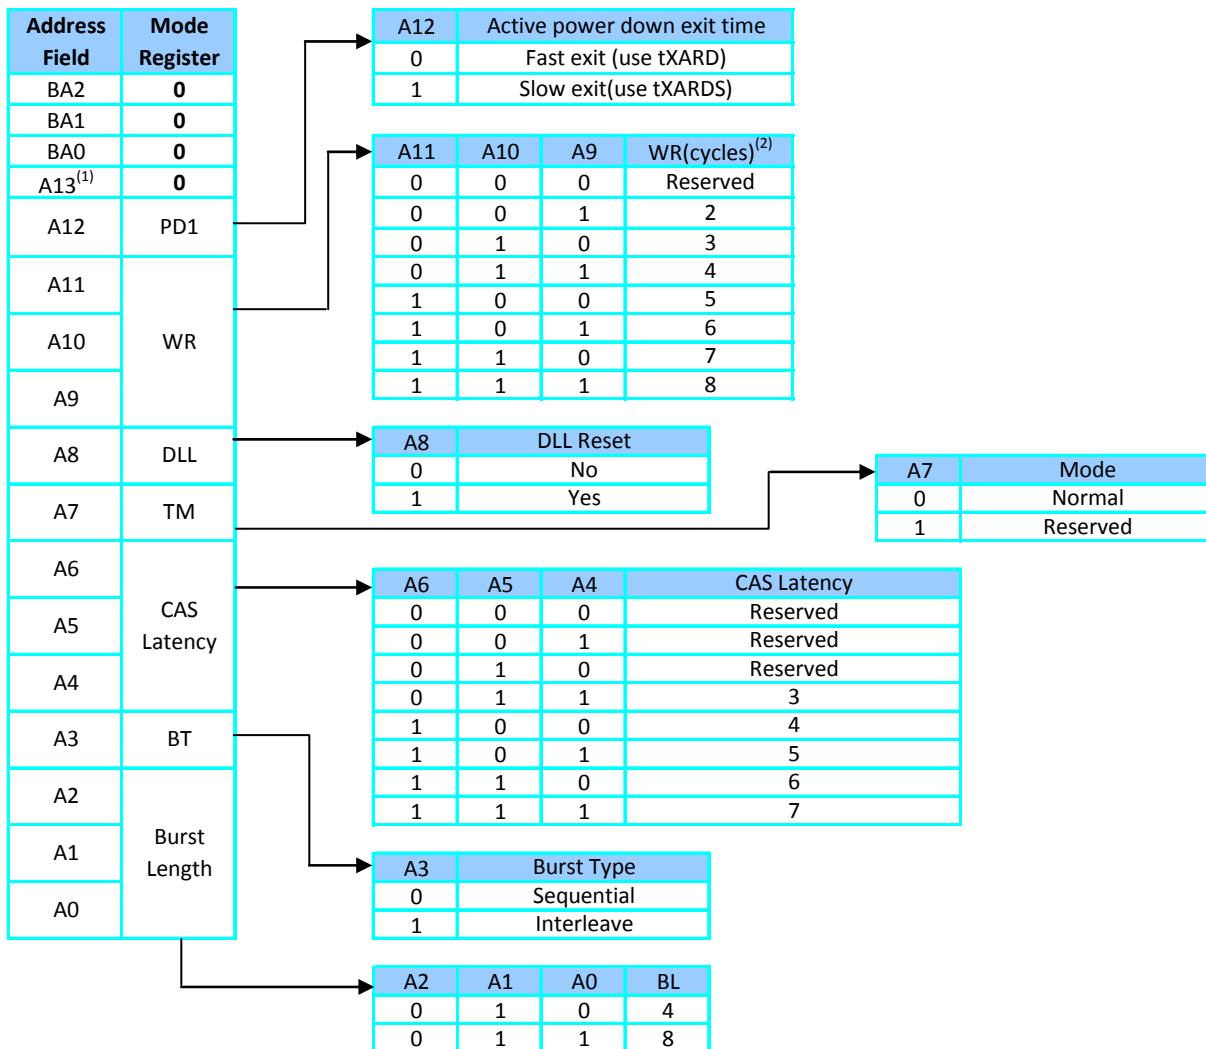 Address Field Mode Register
BA2 0
BA1 0
BA0 0
A13(1) 0
A12 PD1
A11
A10 WR
A9
A8 DLL
A7 TM
A6
A5 CAS Latency
A4
A3 BT
A2
A1 Burst Length
A0
A12 Active power down exit time
0 Fast exit (use tXARD)
1 Slow exit(use tXARDS)
A11 A10 A9 WR(cycles)(2)
0 0 0 Reserved
0 0 1 2
0 1 0 3
0 1 1 4
1 0 0 5
1 0 1 6
1 1 0 7
1 1 1 8
A8 DLL Reset
0 No
1 Yes
A7 Mode
0 Normal
1 Reserved
A6 A5 A4 CAS Latency
0 0 0 Reserved
0 0 1 Reserved
0 1 0 Reserved
0 1 1 3
1 0 0 4
1 0 1 5
1 1 0 6
1 1 1 7
A3 Burst Type
0 Sequential
1 Interleave
A2 A1 A0 BL
0 1 0 4
0 1 1 8